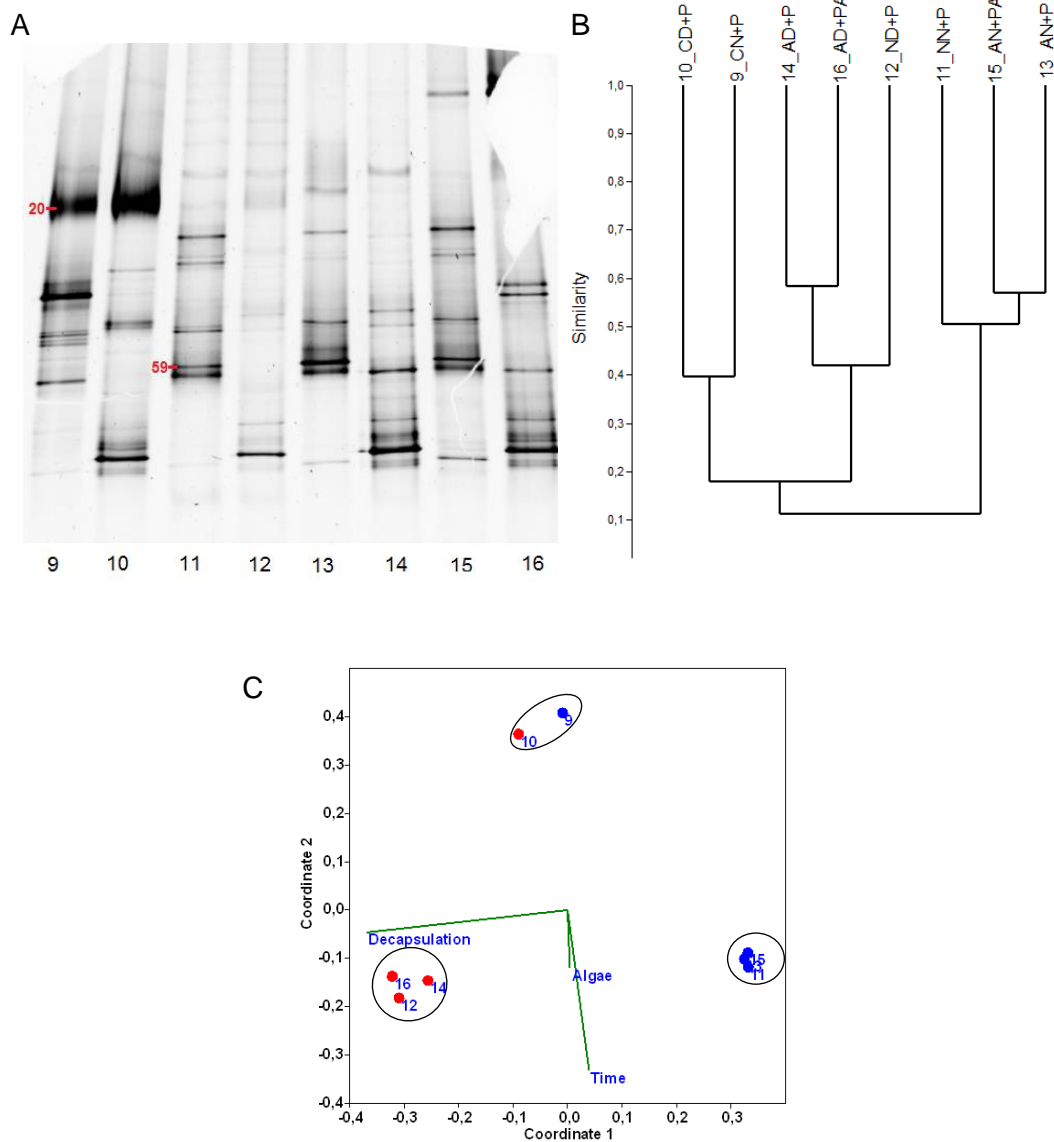 A
20
59
9 10 11 12 13 14 15 16
B
10_CD+P
9_CN+P
14_AD+P
16_AD+PA
12_ND+P
11_NN+P
15_AN+PA
13 AN+P
Similarity
1,0
0,9
0,8
0,7
0,6
0,5
0,4
0,3
0,2
0,1
C
Coordinate 2
0,4
0,3
0,2
0,1
0,0
-0,1
-0,2
-0,3
-0,4
9
10
Decapsulation
16
14
12
Algae
Time
15
11
-0,4 -0,3 -0,2 -0,1 0,0 0,1 0,2 0,3
Coordinate 1